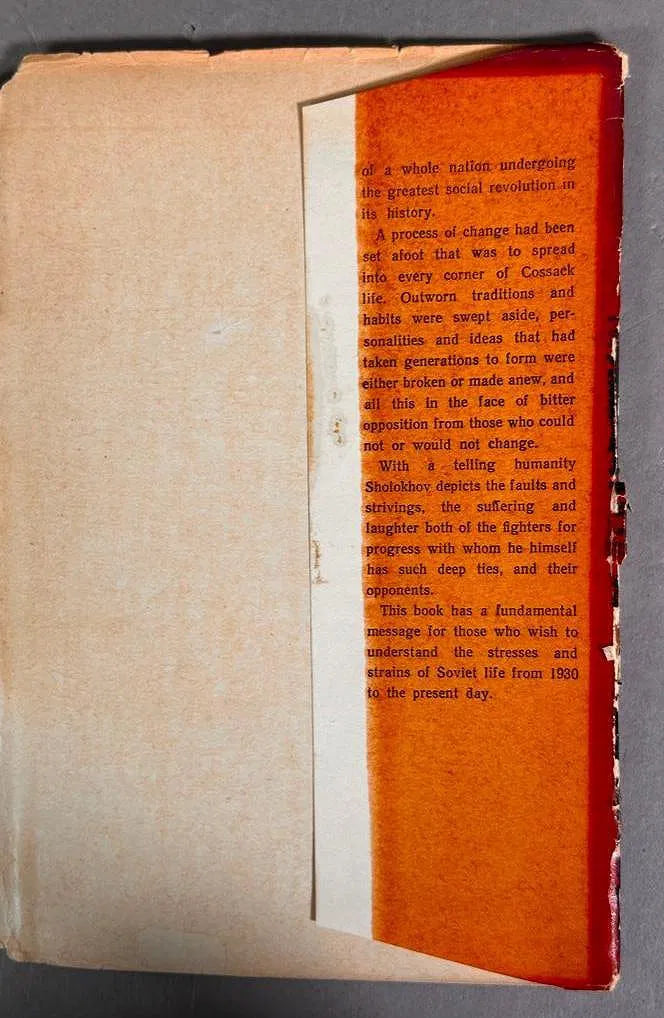 of a whole nation undergoing
the greatest social revolution in
its history.
A process of change had been
set afoot that was to spread
into every corner of Cossack
life. Outworn traditions and
habits were swept aside, per-
sonalities and ideas that had
taken generations to form were
either broken or made anew, and
all this in the face of bitter
opposition from those who could
not or would not change.
With a telling humanity
Sholokhov depicts the faults and
strivings, the suffering and
laughter both of the fighters for
progress with whom he himself
has such deep ties, and their
opponents.
This book has a fundamental
message for those who wish to
understand the stresses and
strains of Soviet life from 1930
to the present day.